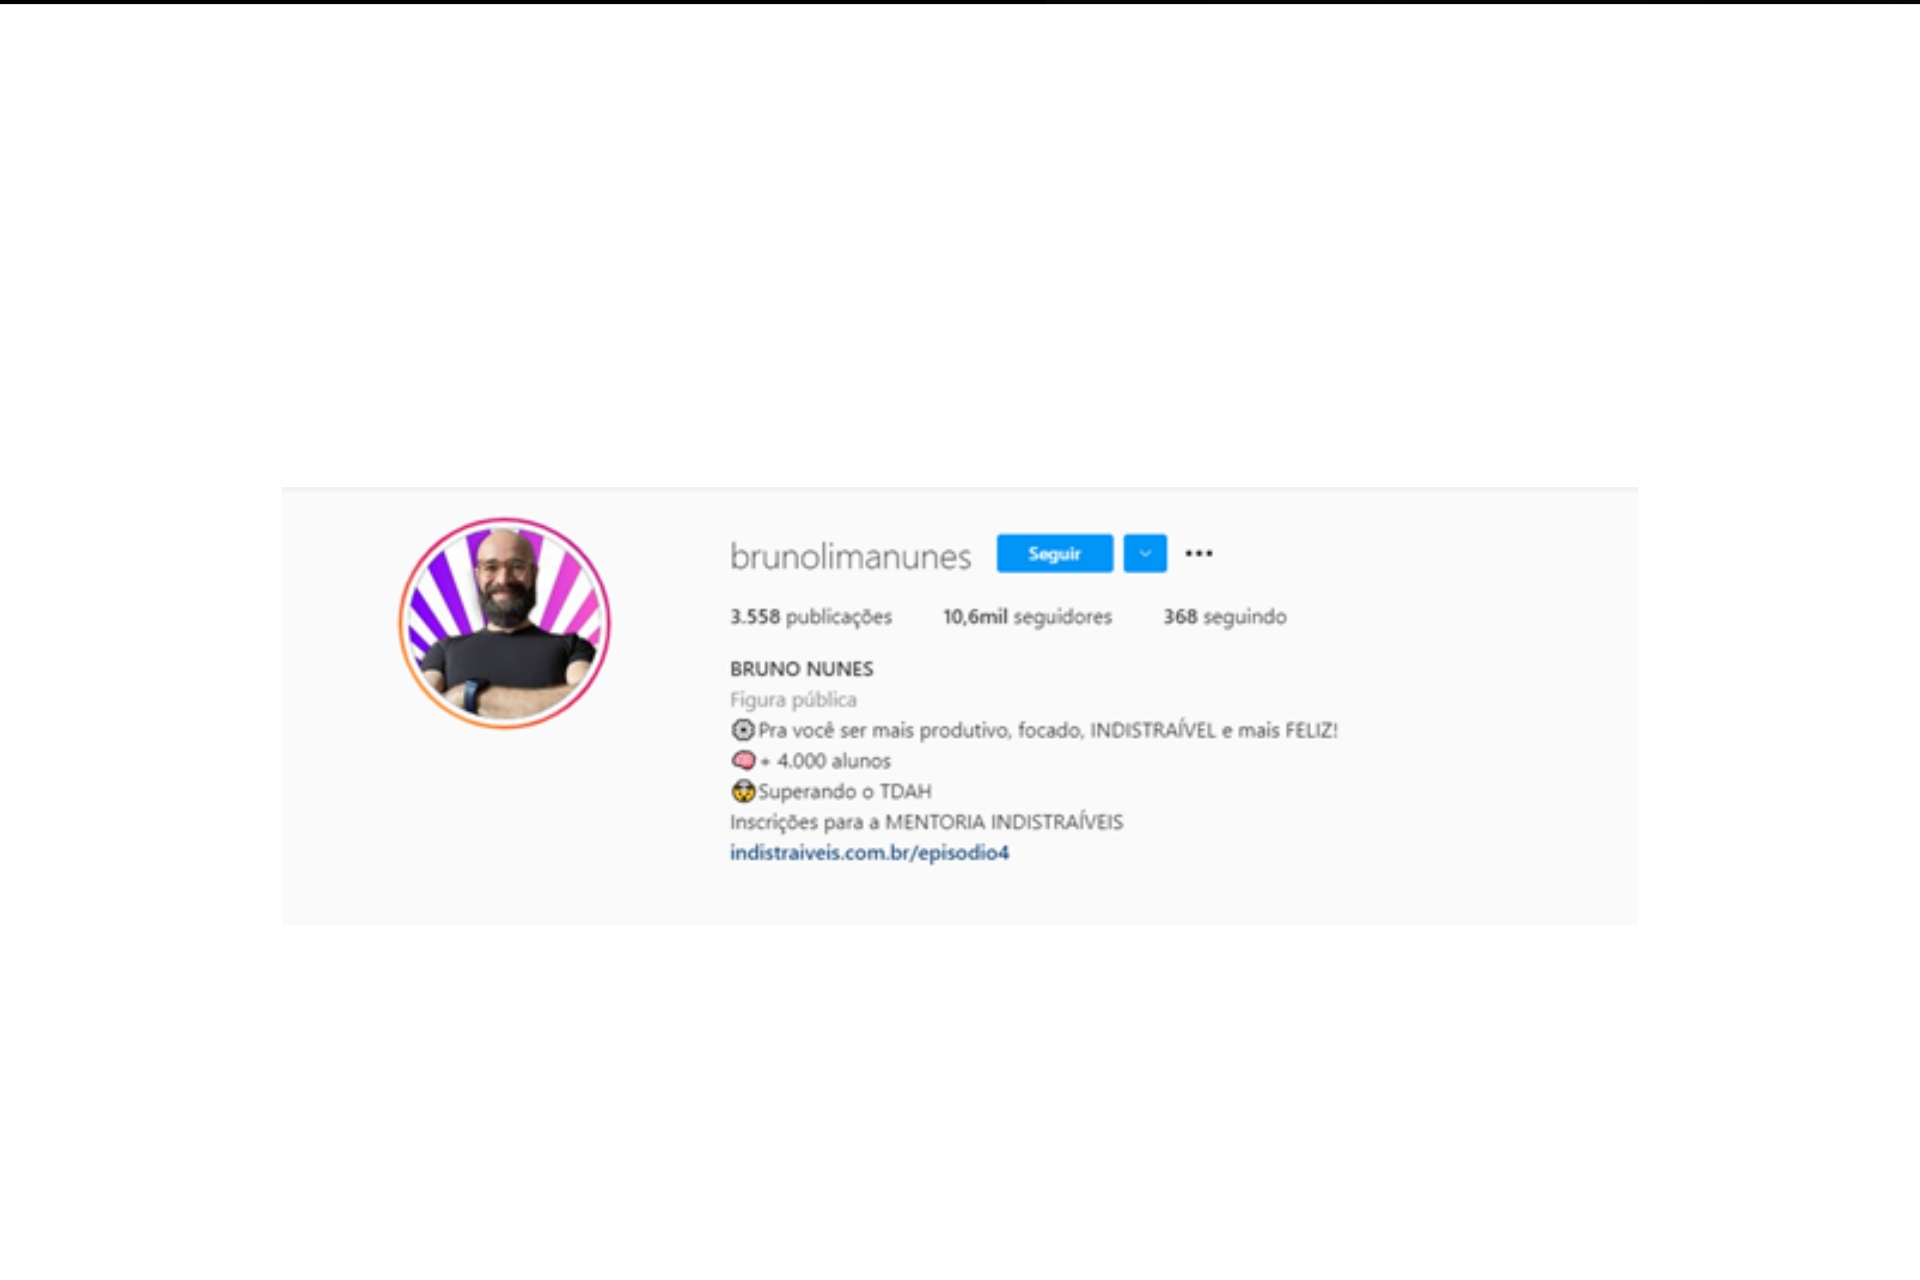 brunolimanunes Seguir
3.558 publicações 10,6mil seguidores 368 seguindo
BRUNO NUNES
Figura pública
Pra você ser mais produtivo, focado, INDISTRAÍVEL e mais FELIZ!
+ 4.000 alunos
Superando o TDAH
Inscrições para a MENTORIA INDISTRAÍVEIS
indistraiveis.com.br/episodio4